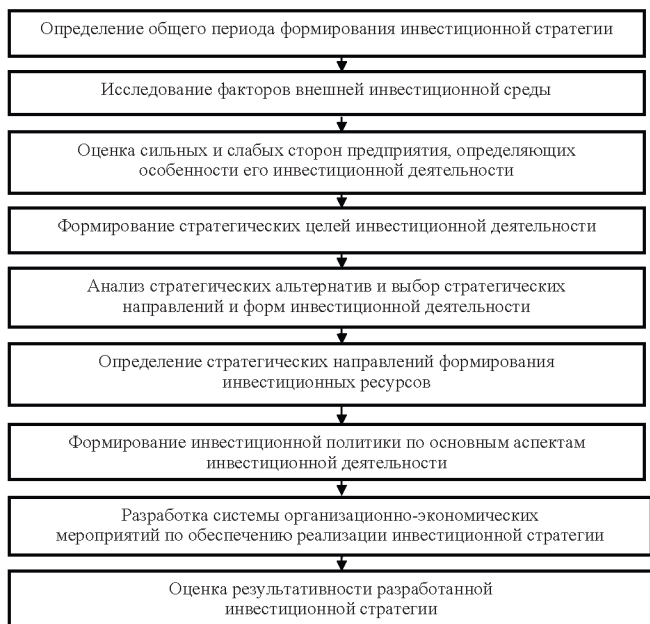 Определение общего периода формирования инвестиционной стратегии
Исследование факторов внешней инвестиционной среды
Оценка сильных и слабых сторон предприятия, определяющих
особенности его инвестиционной деятельности
Формирование стратегических целей инвестиционной деятельности
Анализ стратегических альтернатив и выбор стратегических
направлений и форм инвестиционной деятельности
Определение стратегических направлений формирования
инвестиционных ресурсов
Формирование инвестиционной политики по основным аспектам
инвестиционной деятельности
Разработка системы организационно-экономических
мероприятий по обеспечению реализации инвестиционной стратегии
Оценка результативности разработанной
инвестиционной стратегии